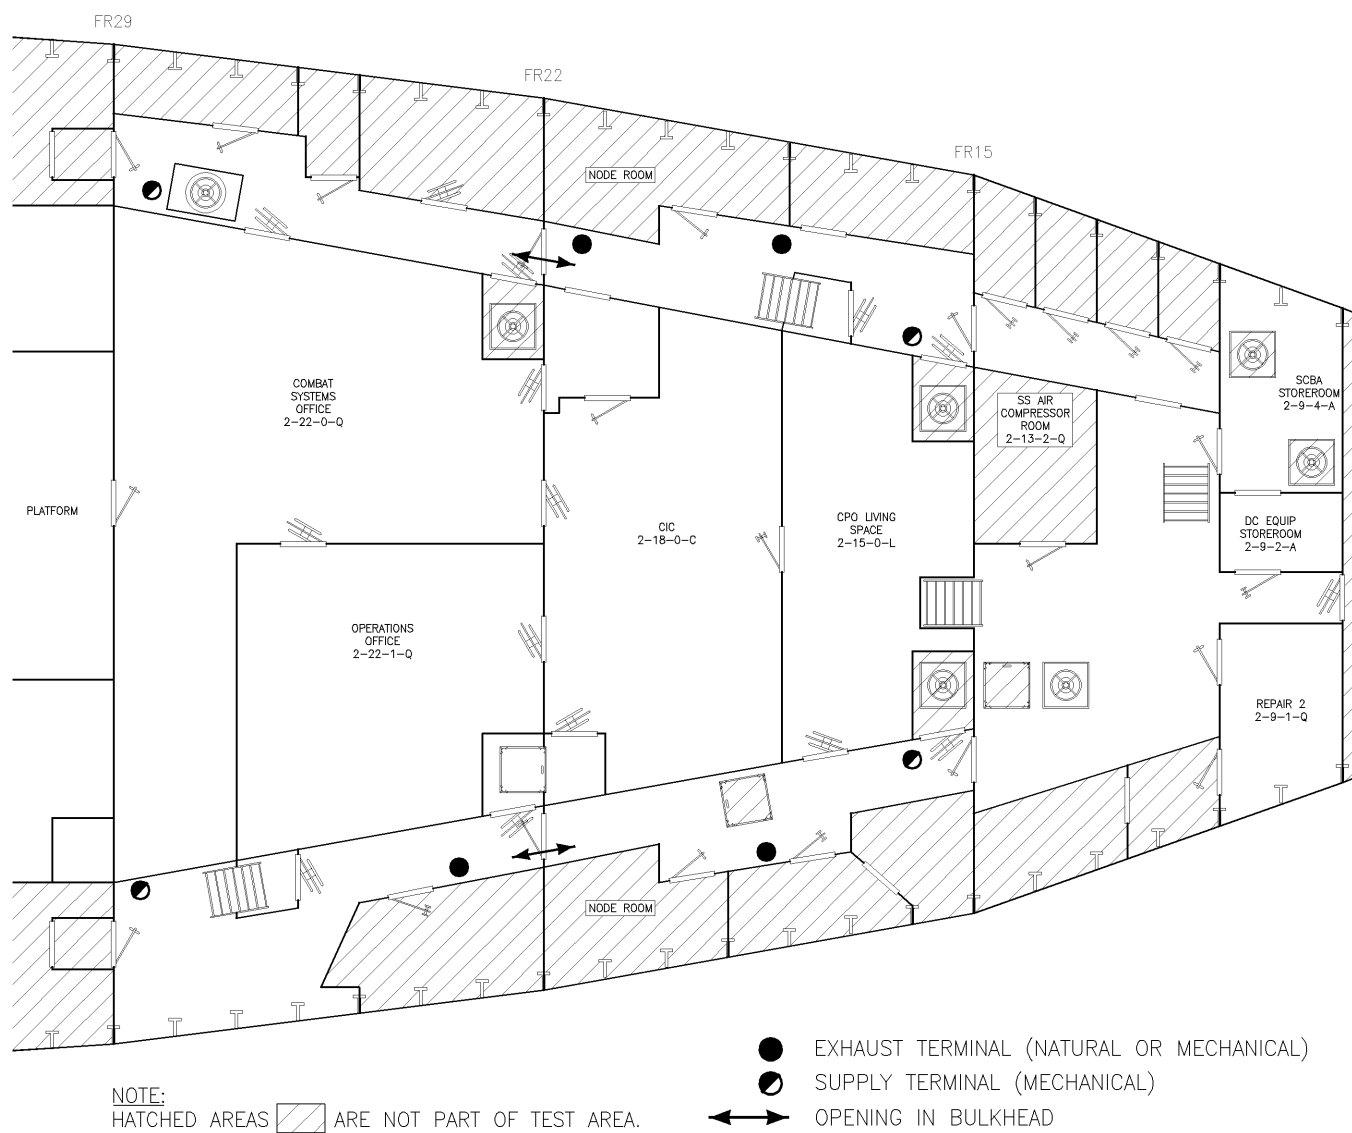 FR29
FR22
FR15
NODE ROOM
COMBAT
SYSTEMS
OFFICE
2-22-0-Q
SS AIR
COMPRESSOR
ROOM
2-13-2-Q
SCBA
STOREROOM
2-9-4-A
PLATFORM
CIC
2-18-0-C
CPO LIVING
SPACE
2-15-0-L
DC EQUIP
STOREROOM
2-9-2-A
OPERATIONS
OFFICE
2-22-1-Q
REPAIR 2
2-9-1-Q
NODE ROOM
EXHAUST TERMINAL (NATURAL OR MECHANICAL)
SUPPLY TERMINAL (MECHANICAL)
OPENING IN BULKHEAD
NOTE:
HATCHED AREAS ARE NOT PART OF TEST AREA.